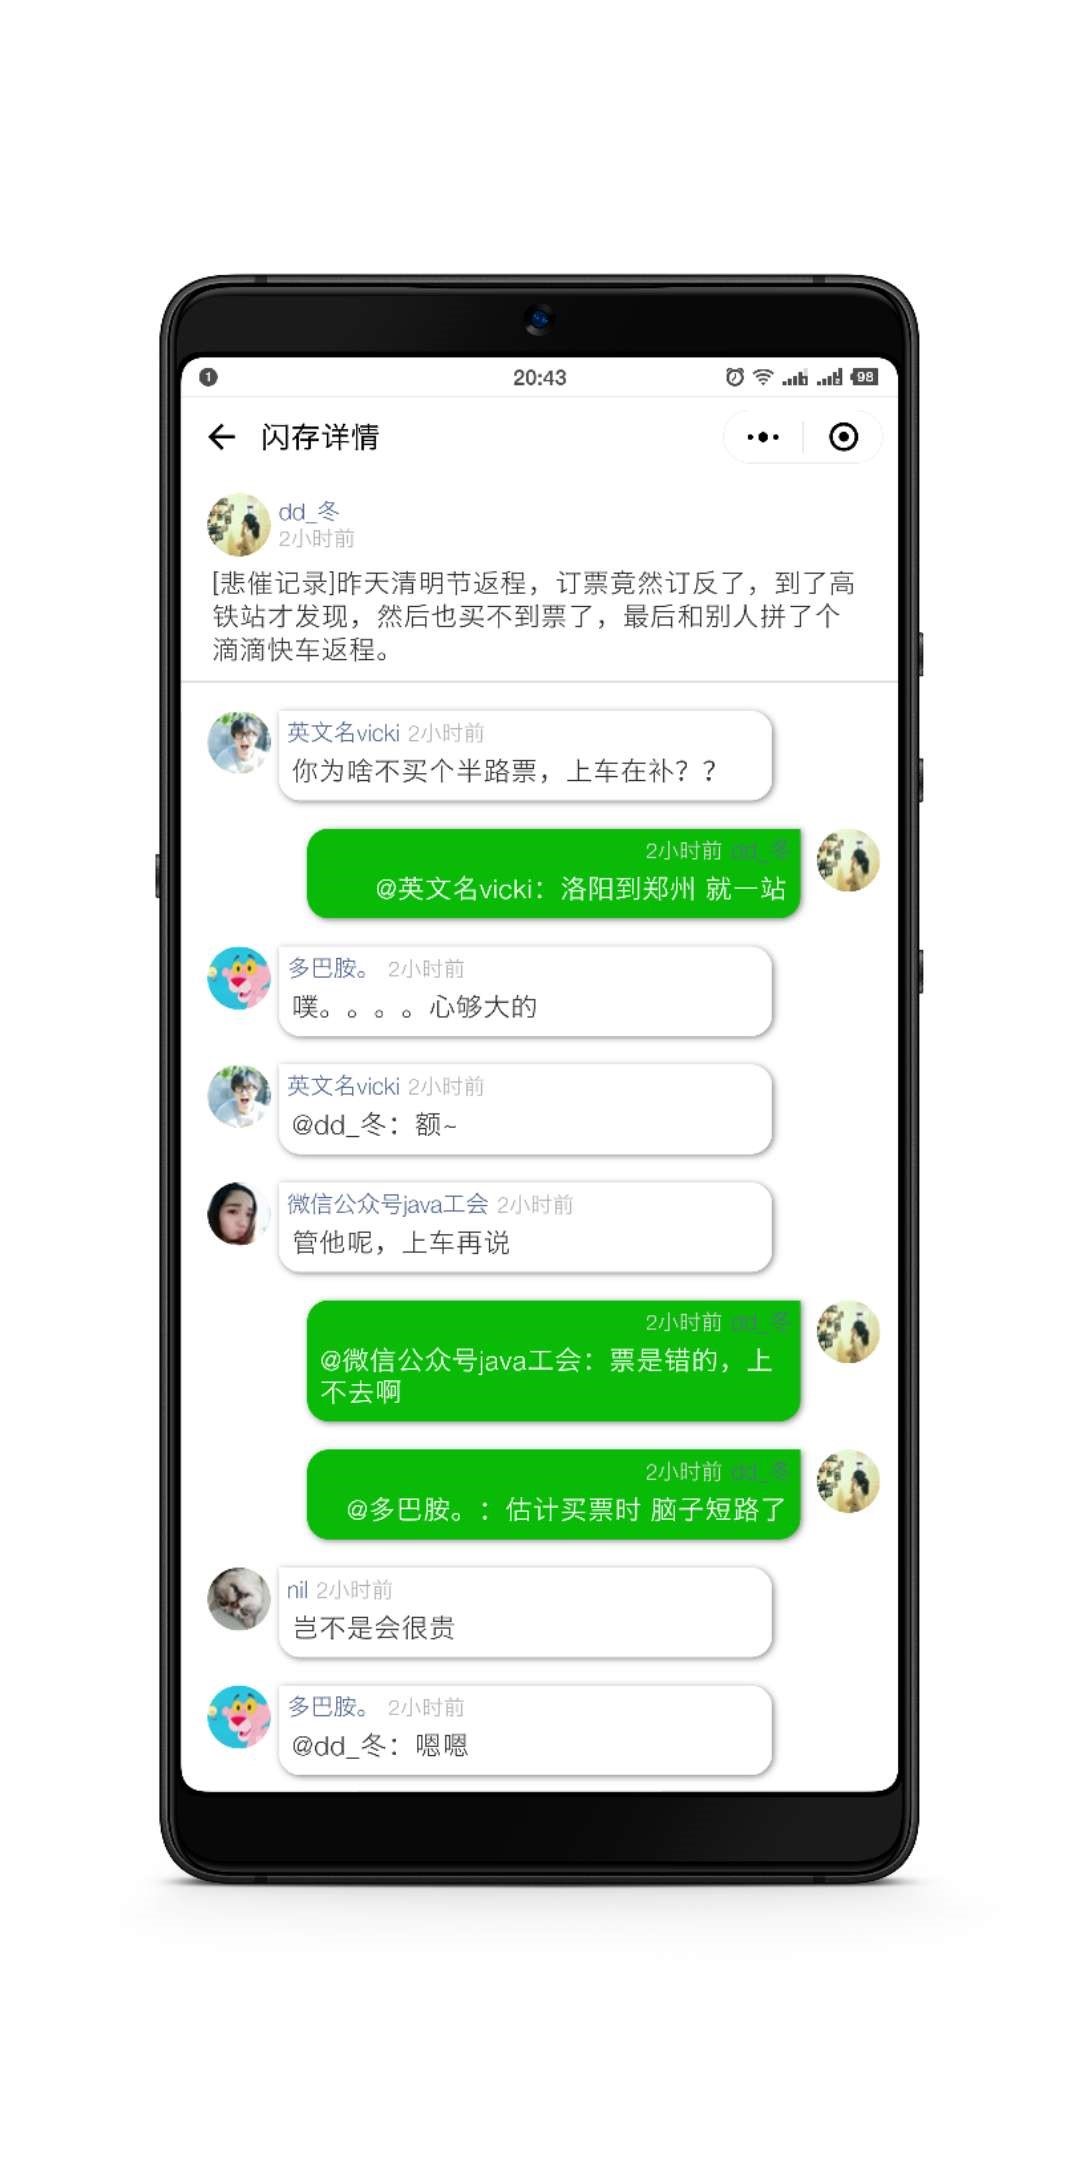 1
20:43
98
闪存详情
dd_冬
2小时前
[悲催记录]昨天清明节返程，订票竟然订反了，到了高
铁站才发现，然后也买不到票了，最后和别人拼了个
滴滴快车返程。
英文名vicki 2小时前
你为啥不买个半路票，上车在补？？
2小时前 dd_冬
@英文名vicki：洛阳到郑州 就一站
多巴胺。 2小时前
噗。。。。心够大的
英文名vicki 2小时前
@dd_冬：额~
微信公众号java工会 2小时前
管他呢，上车再说
2小时前 dd_冬
@微信公众号java工会：票是错的，上
不去啊
2小时前 dd_冬
@多巴胺。：估计买票时 脑子短路了
nil 2小时前
岂不是会很贵
多巴胺。 2小时前
@dd_冬：嗯嗯